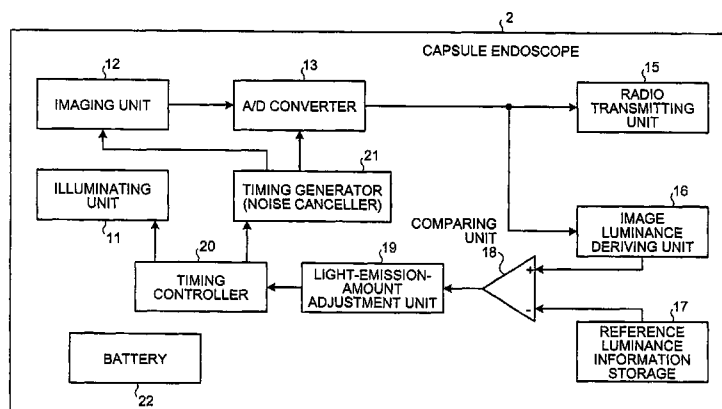 2
CAPSULE ENDOSCOPE
12
IMAGING UNIT
13
A/D CONVERTER
15
RADIO
TRANSMITTING
UNIT
ILLUMINATING
UNIT
11
21
TIMING GENERATOR
(NOISE CANCELLER)
16
IMAGE
LUMINANCE
DERIVING UNIT
COMPARING
UNIT
18
+
-
20
TIMING
CONTROLLER
19
LIGHT-EMISSION-
AMOUNT
ADJUSTMENT UNIT
17
REFERENCE
LUMINANCE
INFORMATION
STORAGE
BATTERY
22